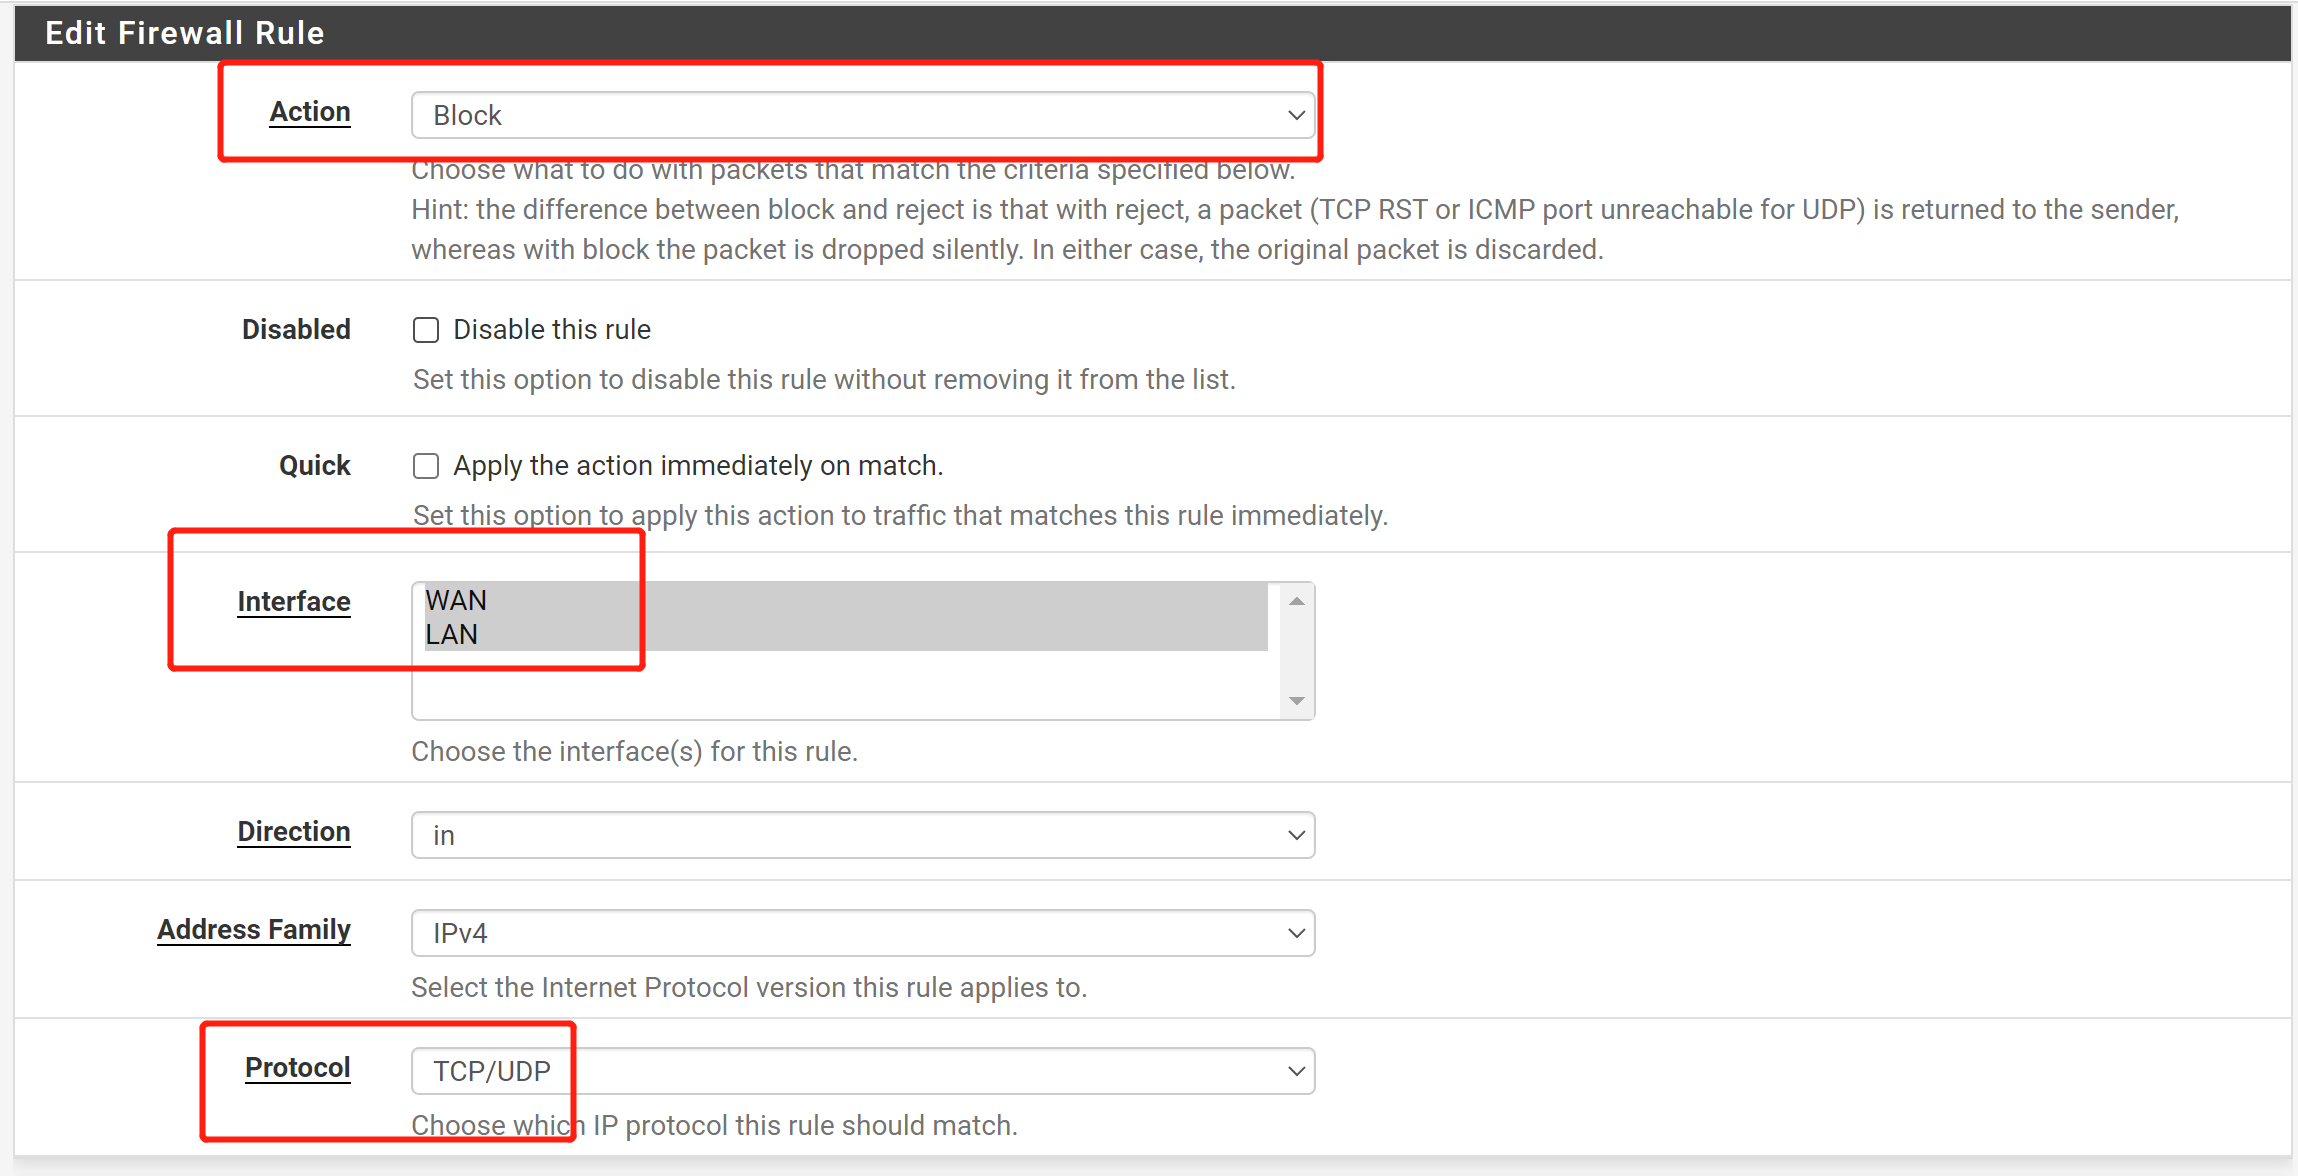 Edit Firewall Rule
Action
Block
Choose what to do with packets that match the criteria specified below.
Hint: the difference between block and reject is that with reject, a packet (TCP RST or ICMP port unreachable for UDP) is returned to the sender,
whereas with block the packet is dropped silently. In either case, the original packet is discarded.
Disabled
Disable this rule
Set this option to disable this rule without removing it from the list.
Quick
Apply the action immediately on match.
Set this option to apply this action to traffic that matches this rule immediately.
Interface
WAN
LAN
Choose the interface(s) for this rule.
Direction
in
Address Family
IPv4
Select the Internet Protocol version this rule applies to.
Protocol
TCP/UDP
Choose which IP protocol this rule should match.